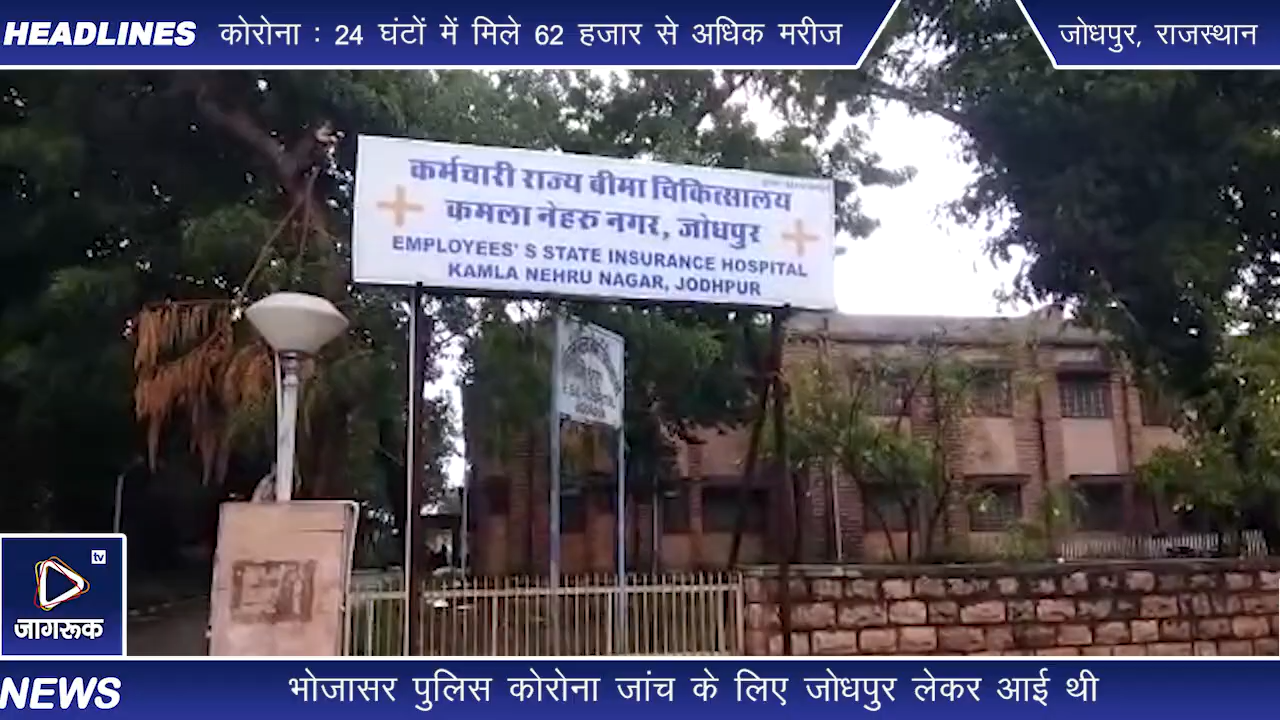 HEADLINES कोरोना : 24 घंटों में मिले 62 हजार से अधिक मरीज
जोधपुर, राजस्थान
कर्मचारी राज्य बीमा चिकित्सालय
कमला नेहरु नगर, जोधपुर
EMPLOYEES' S STATE INSURANCE HOSPITAL
KAMLA NEHRU NAGAR, JODHPUR
tv
जागरूक
NEWS भोजासर पुलिस कोरोना जांच के लिए जोधपुर लेकर आई थी